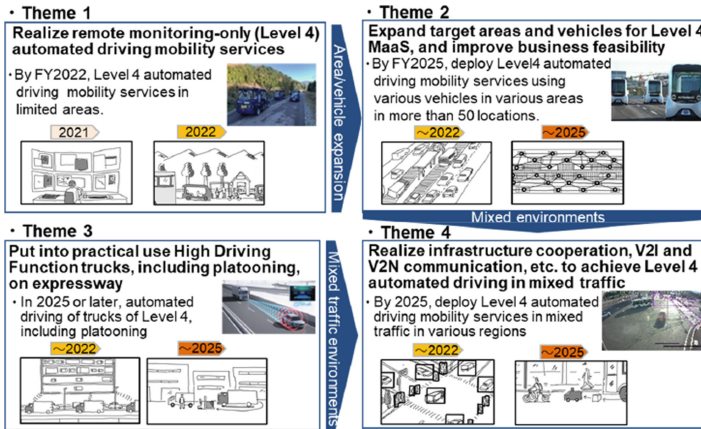 · Theme 1
Realize remote monitoring-only (Level 4)
automated driving mobility services
· By FY2022, Level 4 automated
driving mobility services in
limited areas.
2021
2022
Area/vehicle expansion
· Theme 2
Expand target areas and vehicles for Level 4
MaaS, and improve business feasibility
· By FY2025, deploy Level4 automated
driving mobility services using
various vehicles in various areas
in more than 50 locations.
～2022
～2025
Mixed environments
· Theme 3
Put into practical use High Driving
Function trucks, including platooning,
on expressway
· In 2025 or later, automated
driving of trucks of Level 4,
including platooning
～2022
～2025
Mixed traffic environments
· Theme 4
Realize infrastructure cooperation, V2I and
V2N communication, etc. to achieve Level 4
automated driving in mixed traffic
· By 2025, deploy Level 4 automated
driving mobility services in mixed
traffic in various regions
～2022
～2025